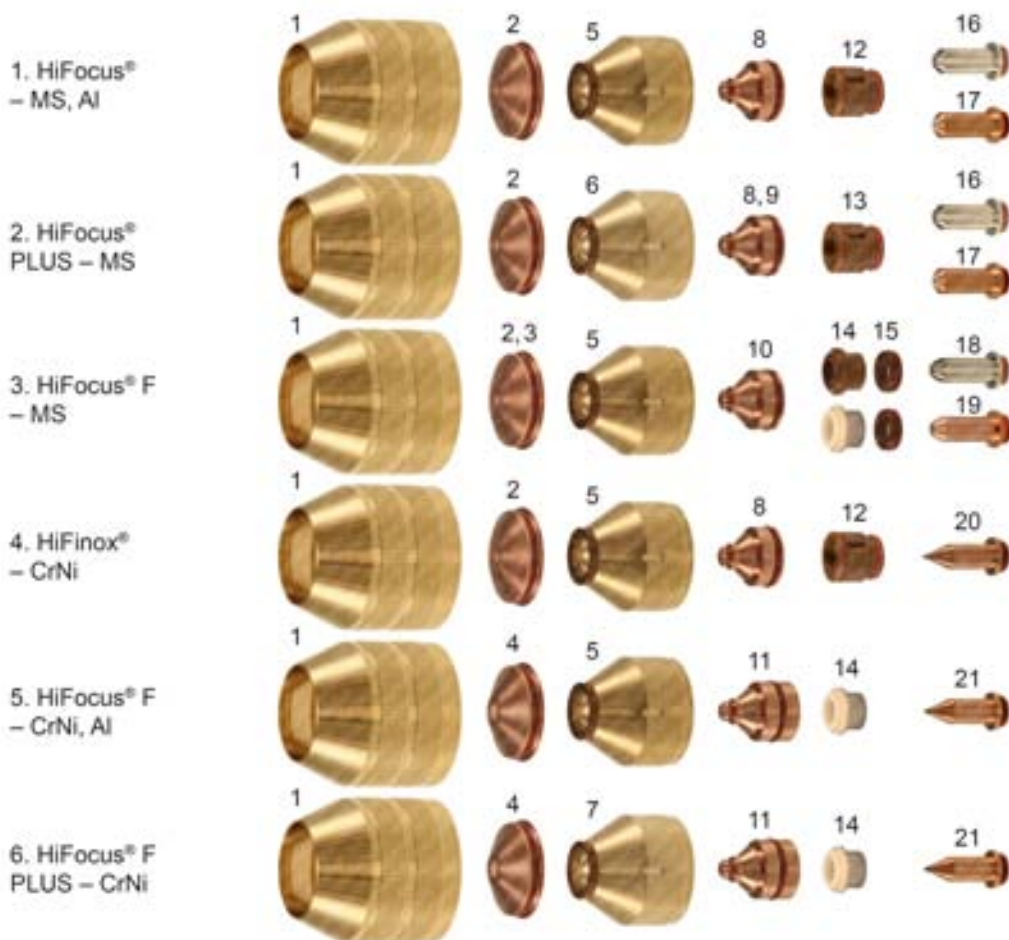 1 2 5 8 12 16
1. HiFocus®
– MS, Al
17
1 2 6 8, 9 13 16
2. HiFocus®
PLUS – MS
17
1 2, 3 5 10 14 15 18
3. HiFocus® F
– MS
19
1 2 5 8 12 20
4. HiFinox®
– CrNi
1 4 5 11 14 21
5. HiFocus® F
– CrNi, Al
1 4 7 11 14 21
6. HiFocus® F
PLUS – CrNi